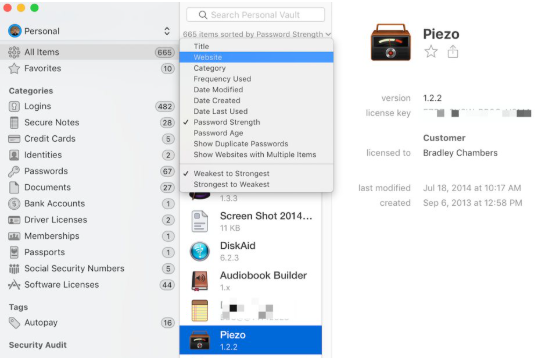 Personal
All Items 665
Favorites 10
Categories
Logins 482
Secure Notes 28
Credit Cards 5
Identities 2
Passwords 67
Documents 27
Bank Accounts 1
Driver Licenses 2
Memberships 1
Passports 1
Social Security Numbers 5
Software Licenses 44
Tags
Autopay 16
Security Audit
Search Personal Vault
665 items sorted by Password Strength
Title
Website
Category
Frequency Used
Date Modified
Date Created
Date Last Used
✓ Password Strength
Password Age
Show Duplicate Passwords
Show Websites with Multiple Items
✓ Weakest to Strongest
Strongest to Weakest
1.3.3
Screen Shot 2014...
11 KB
DiskAid
6.2.3
Audiobook Builder
1.x
Piezo
1.2.2
Piezo
version 1.2.2
license key
Customer
licensed to Bradley Chambers
last modified Jul 18, 2014 at 10:17 AM
created Sep 6, 2013 at 12:58 PM